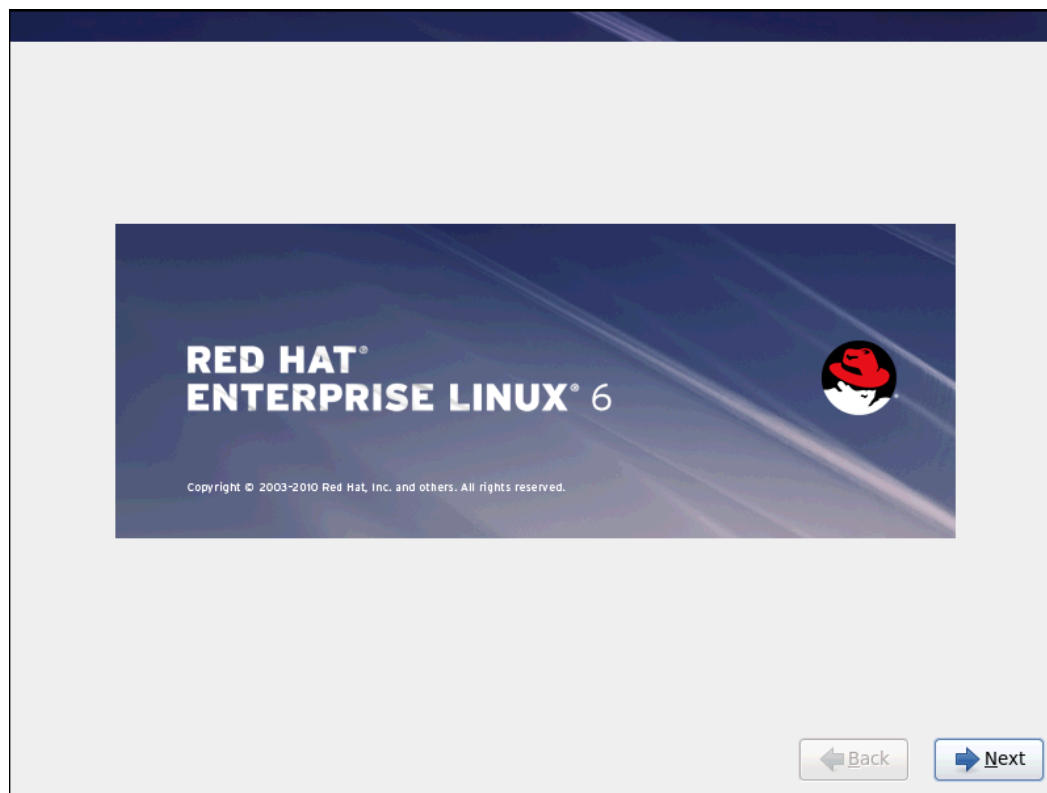 RED HAT®
ENTERPRISE LINUX® 6
Copyright © 2003-2010 Red Hat, Inc. and others. All rights reserved.
Back
Next